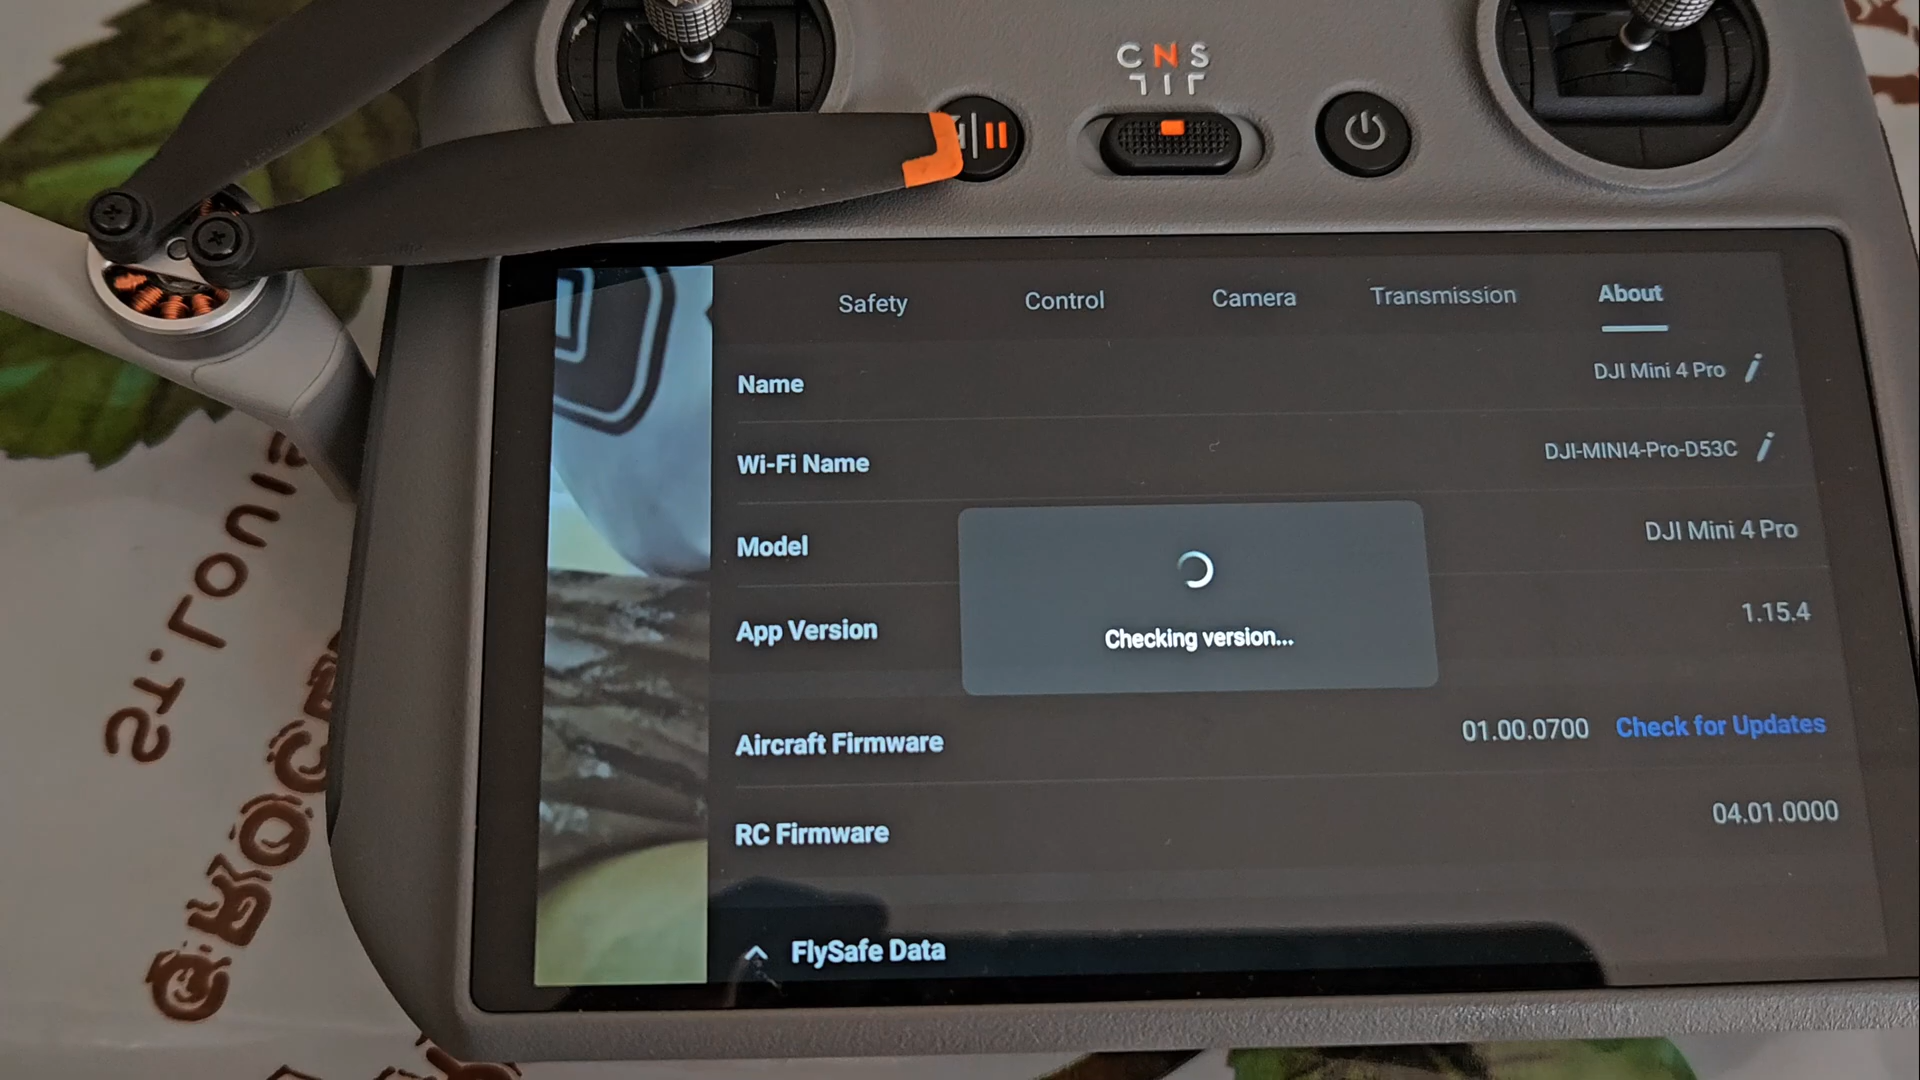 C N S
Safety Control Camera Transmission About
Name DJI Mini 4 Pro
Wi-Fi Name DJI-MINI4-Pro-D53C
Model DJI Mini 4 Pro
App Version 1.15.4
Checking version...
Aircraft Firmware 01.00.0700 Check for Updates
RC Firmware 04.01.0000
FlySafe Data
ST. LOUIS